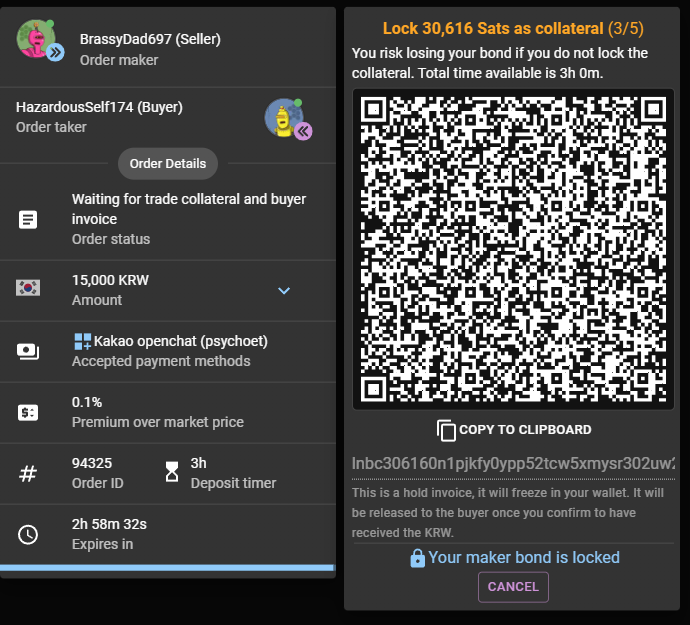 BrassyDad697 (Seller)
Order maker
HazardousSelf174 (Buyer)
Order taker
Order Details
Waiting for trade collateral and buyer
invoice
Order status
15,000 KRW
Amount
Kakao openchat (psychoet)
Accepted payment methods
0.1%
Premium over market price
94325
Order ID
3h
Deposit timer
2h 58m 32s
Expires in
Lock 30,616 Sats as collateral (3/5)
You risk losing your bond if you do not lock the
collateral. Total time available is 3h 0m.
COPY TO CLIPBOARD
lnbc306160n1pjkfy0ypp52tcw5xmysr302uw2
This is a hold invoice, it will freeze in your wallet. It will
be released to the buyer once you confirm to have
received the KRW.
Your maker bond is locked
CANCEL